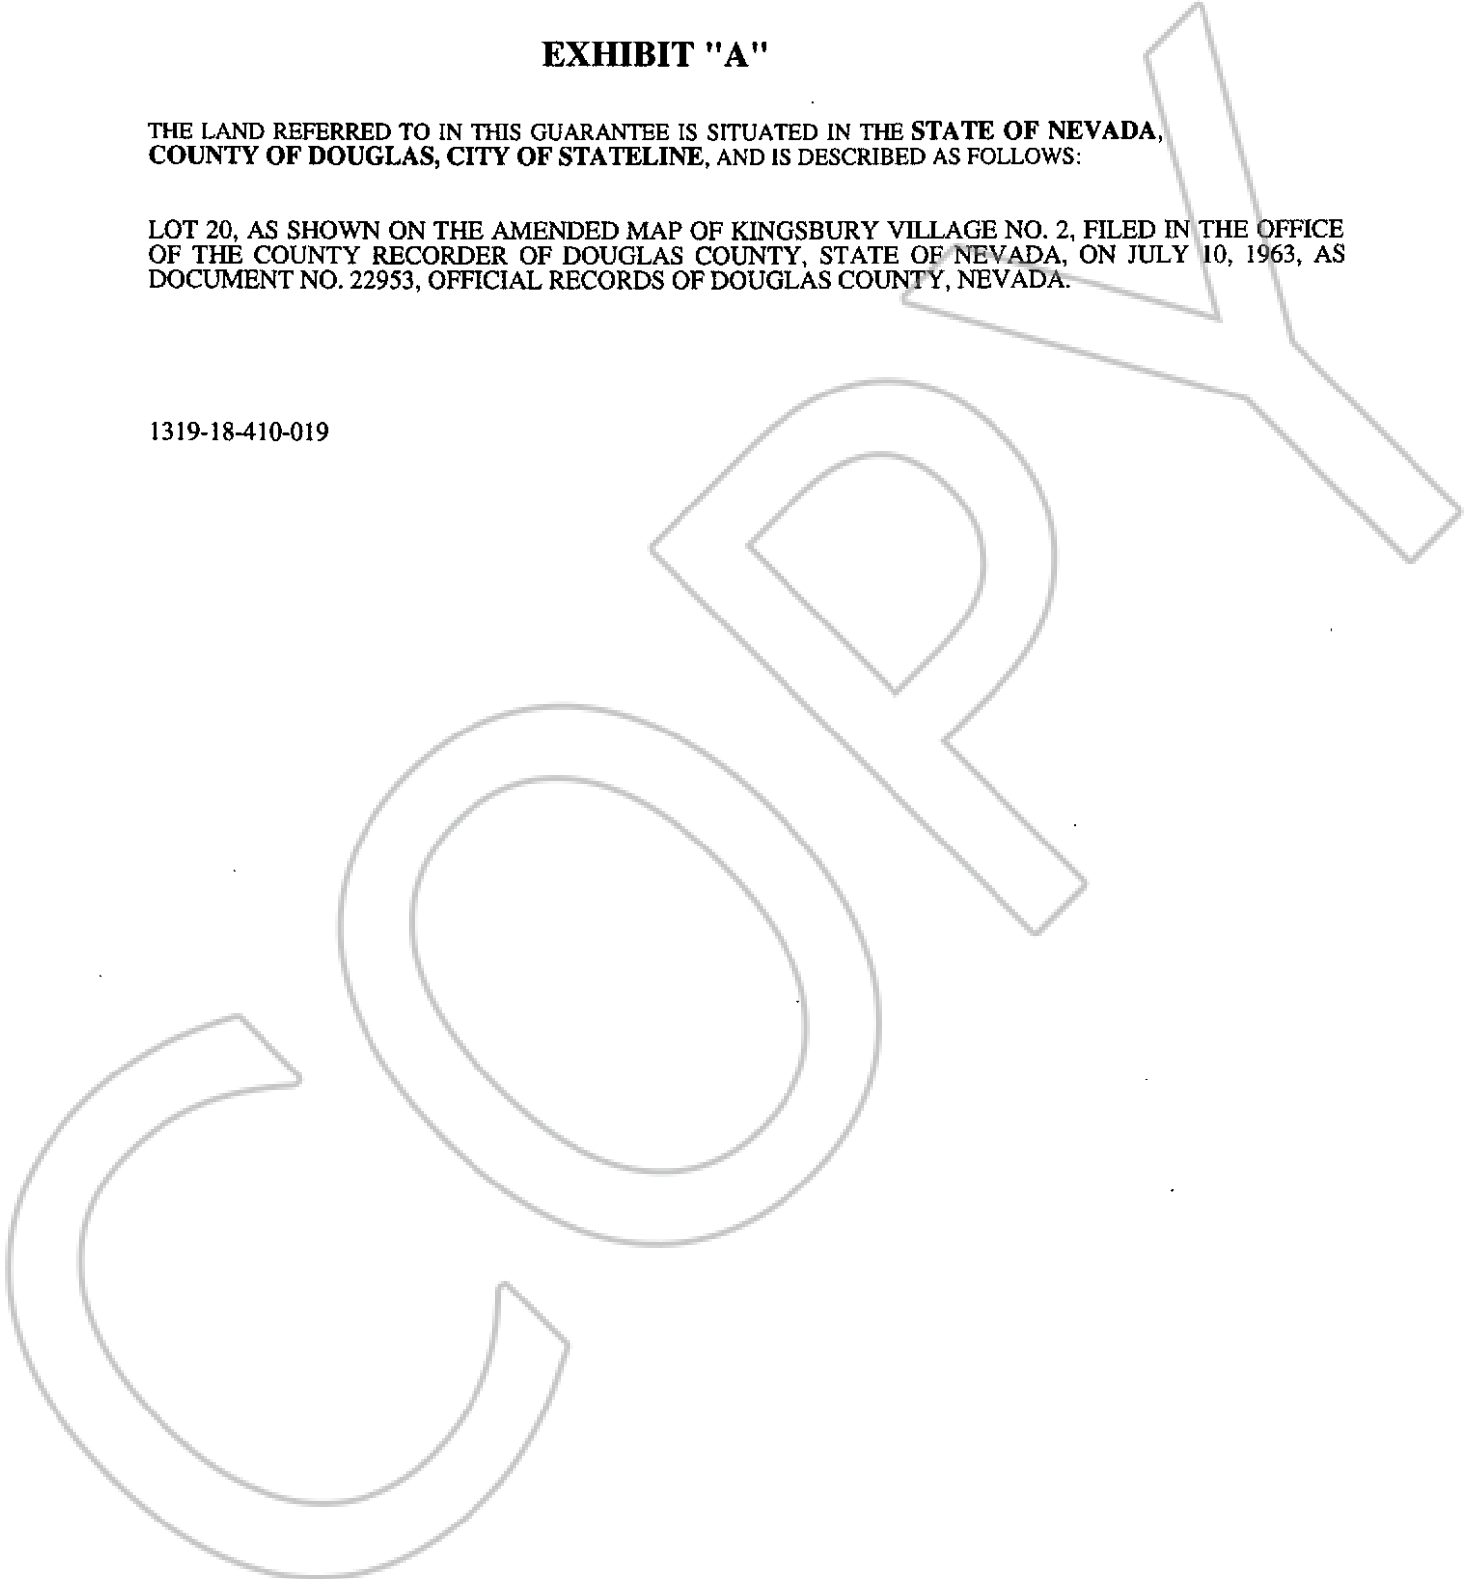 EXHIBIT "A"
THE LAND REFERRED TO IN THIS GUARANTEE IS SITUATED IN THE STATE OF NEVADA,
COUNTY OF DOUGLAS, CITY OF STATELINE, AND IS DESCRIBED AS FOLLOWS:
LOT 20, AS SHOWN ON THE AMENDED MAP OF KINGSBURY VILLAGE NO. 2, FILED IN THE OFFICE
OF THE COUNTY RECORDER OF DOUGLAS COUNTY, STATE OF NEVADA, ON JULY 10, 1963, AS
DOCUMENT NO. 22953, OFFICIAL RECORDS OF DOUGLAS COUNTY, NEVADA.
1319-18-410-019
COPY